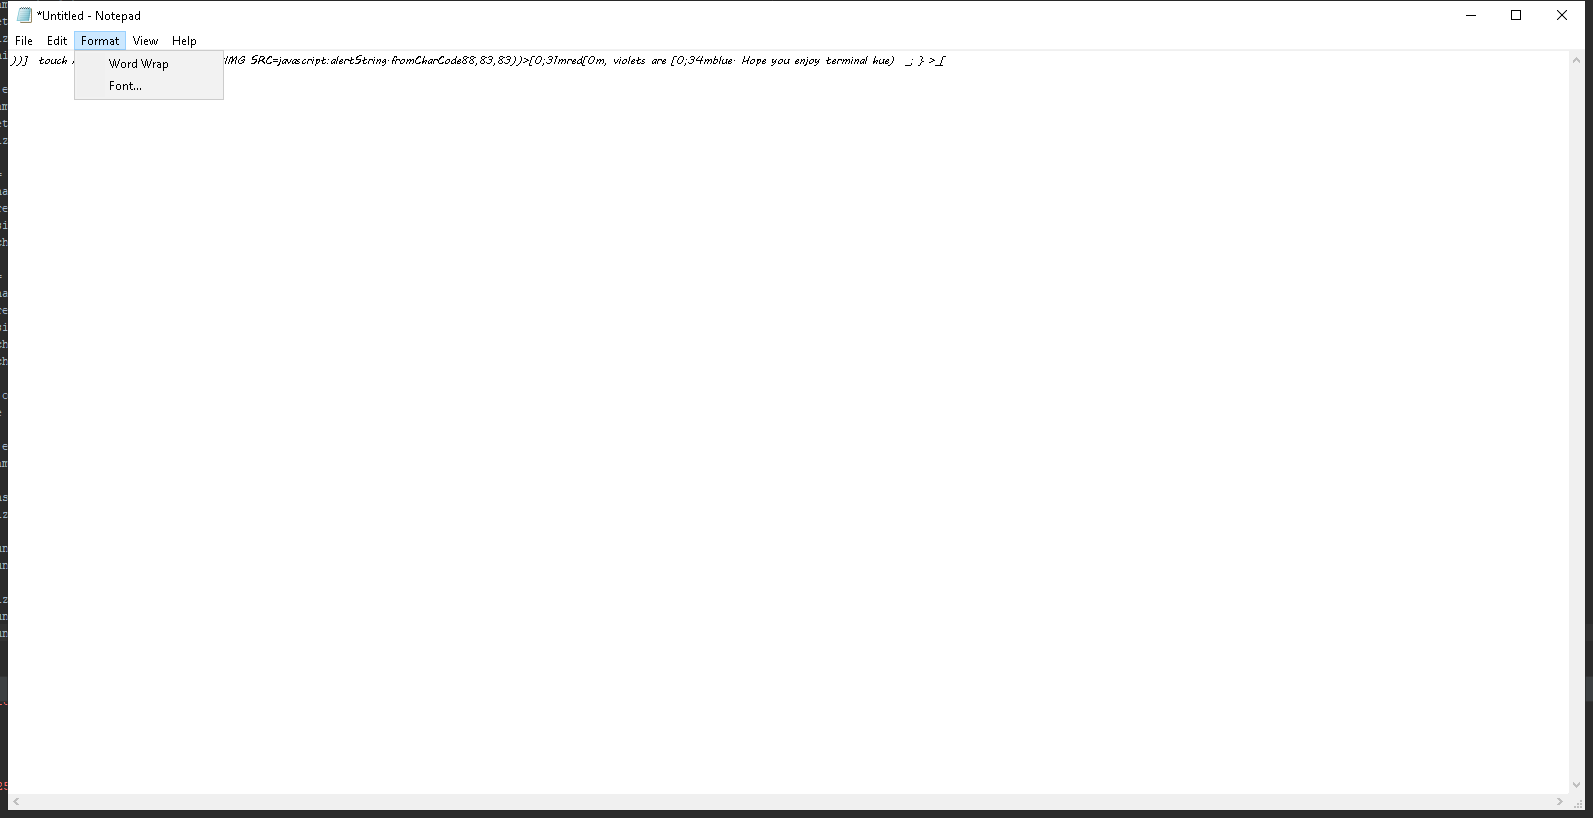 *Untitled - Notepad
File Edit Format View Help
))] touch
IMG SRC=javascript:alertString.fromCharCode88,83,83))>[0;31mred[0m, violets are [0;34mblue. Hope you enjoy terminal hue) _; } >_[
Word Wrap
Font...